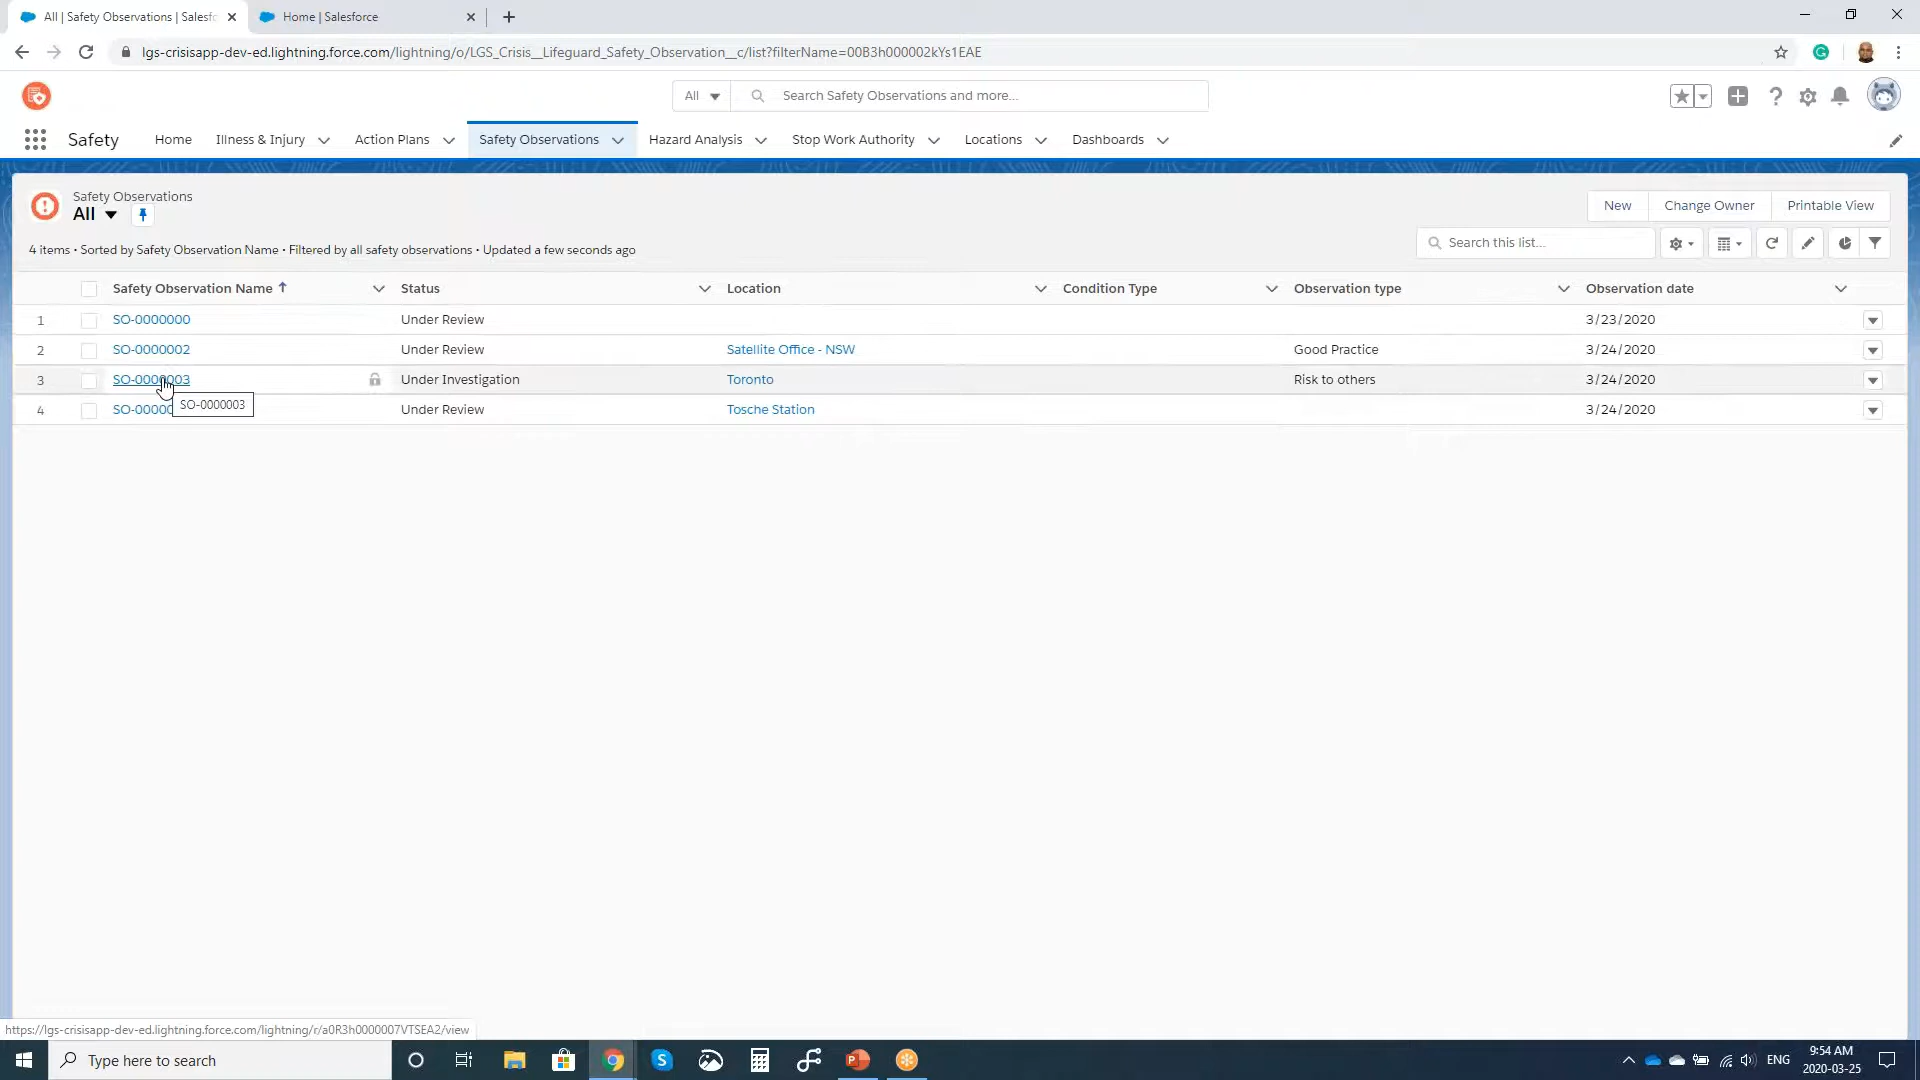 All | Safety Observations | Salesfo
Home | Salesforce
lgs-crisisapp-dev-ed.lightning.force.com/lightning/o/LGS_Crisis__Lifeguard_Safety_Observation__c/list?filterName=00B3h000002kYs1EAE
All
Search Safety Observations and more...
Safety
Home
Illness & Injury
Action Plans
Safety Observations
Hazard Analysis
Stop Work Authority
Locations
Dashboards
Safety Observations
All
New
Change Owner
Printable View
4 items • Sorted by Safety Observation Name • Filtered by all safety observations • Updated a few seconds ago
Search this list...
Safety Observation Name
Status
Location
Condition Type
Observation type
Observation date
1 SO-0000000 Under Review 3/23/2020
2 SO-0000002 Under Review Satellite Office - NSW Good Practice 3/24/2020
3 SO-0000003 Under Investigation Toronto Risk to others 3/24/2020
SO-0000003
4 SO-0000 Under Review Tosche Station 3/24/2020
https://lgs-crisisapp-dev-ed.lightning.force.com/lightning/r/a0R3h0000007VTSEA2/view
Type here to search
ENG
9:54 AM
2020-03-25